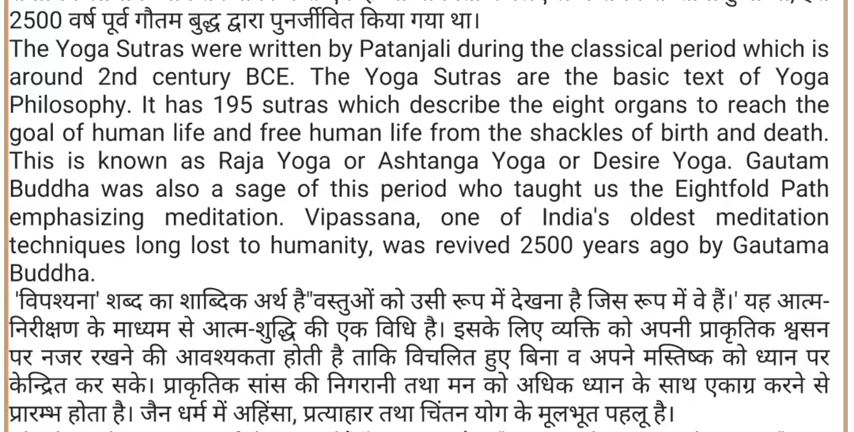 2500 वर्ष पूर्व गौतम बुद्ध द्वारा पुनर्जीवित किया गया था।
The Yoga Sutras were written by Patanjali during the classical period which is
around 2nd century BCE. The Yoga Sutras are the basic text of Yoga
Philosophy. It has 195 sutras which describe the eight organs to reach the
goal of human life and free human life from the shackles of birth and death.
This is known as Raja Yoga or Ashtanga Yoga or Desire Yoga. Gautam
Buddha was also a sage of this period who taught us the Eightfold Path
emphasizing meditation. Vipassana, one of India's oldest meditation
techniques long lost to humanity, was revived 2500 years ago by Gautama
Buddha.
'विपश्यना' शब्द का शाब्दिक अर्थ है"वस्तुओं को उसी रूप में देखना है जिस रूप में वे हैं।' यह आत्म-
निरीक्षण के माध्यम से आत्म-शुद्धि की एक विधि है। इसके लिए व्यक्ति को अपनी प्राकृतिक श्वसन
पर नजर रखने की आवश्यकता होती है ताकि विचलित हुए बिना व अपने मस्तिष्क को ध्यान पर
केन्द्रित कर सके। प्राकृतिक सांस की निगरानी तथा मन को अधिक ध्यान के साथ एकाग्र करने से
प्रारम्भ होता है। जैन धर्म में अहिंसा, प्रत्याहार तथा चिंतन योग के मूलभूत पहलू है।